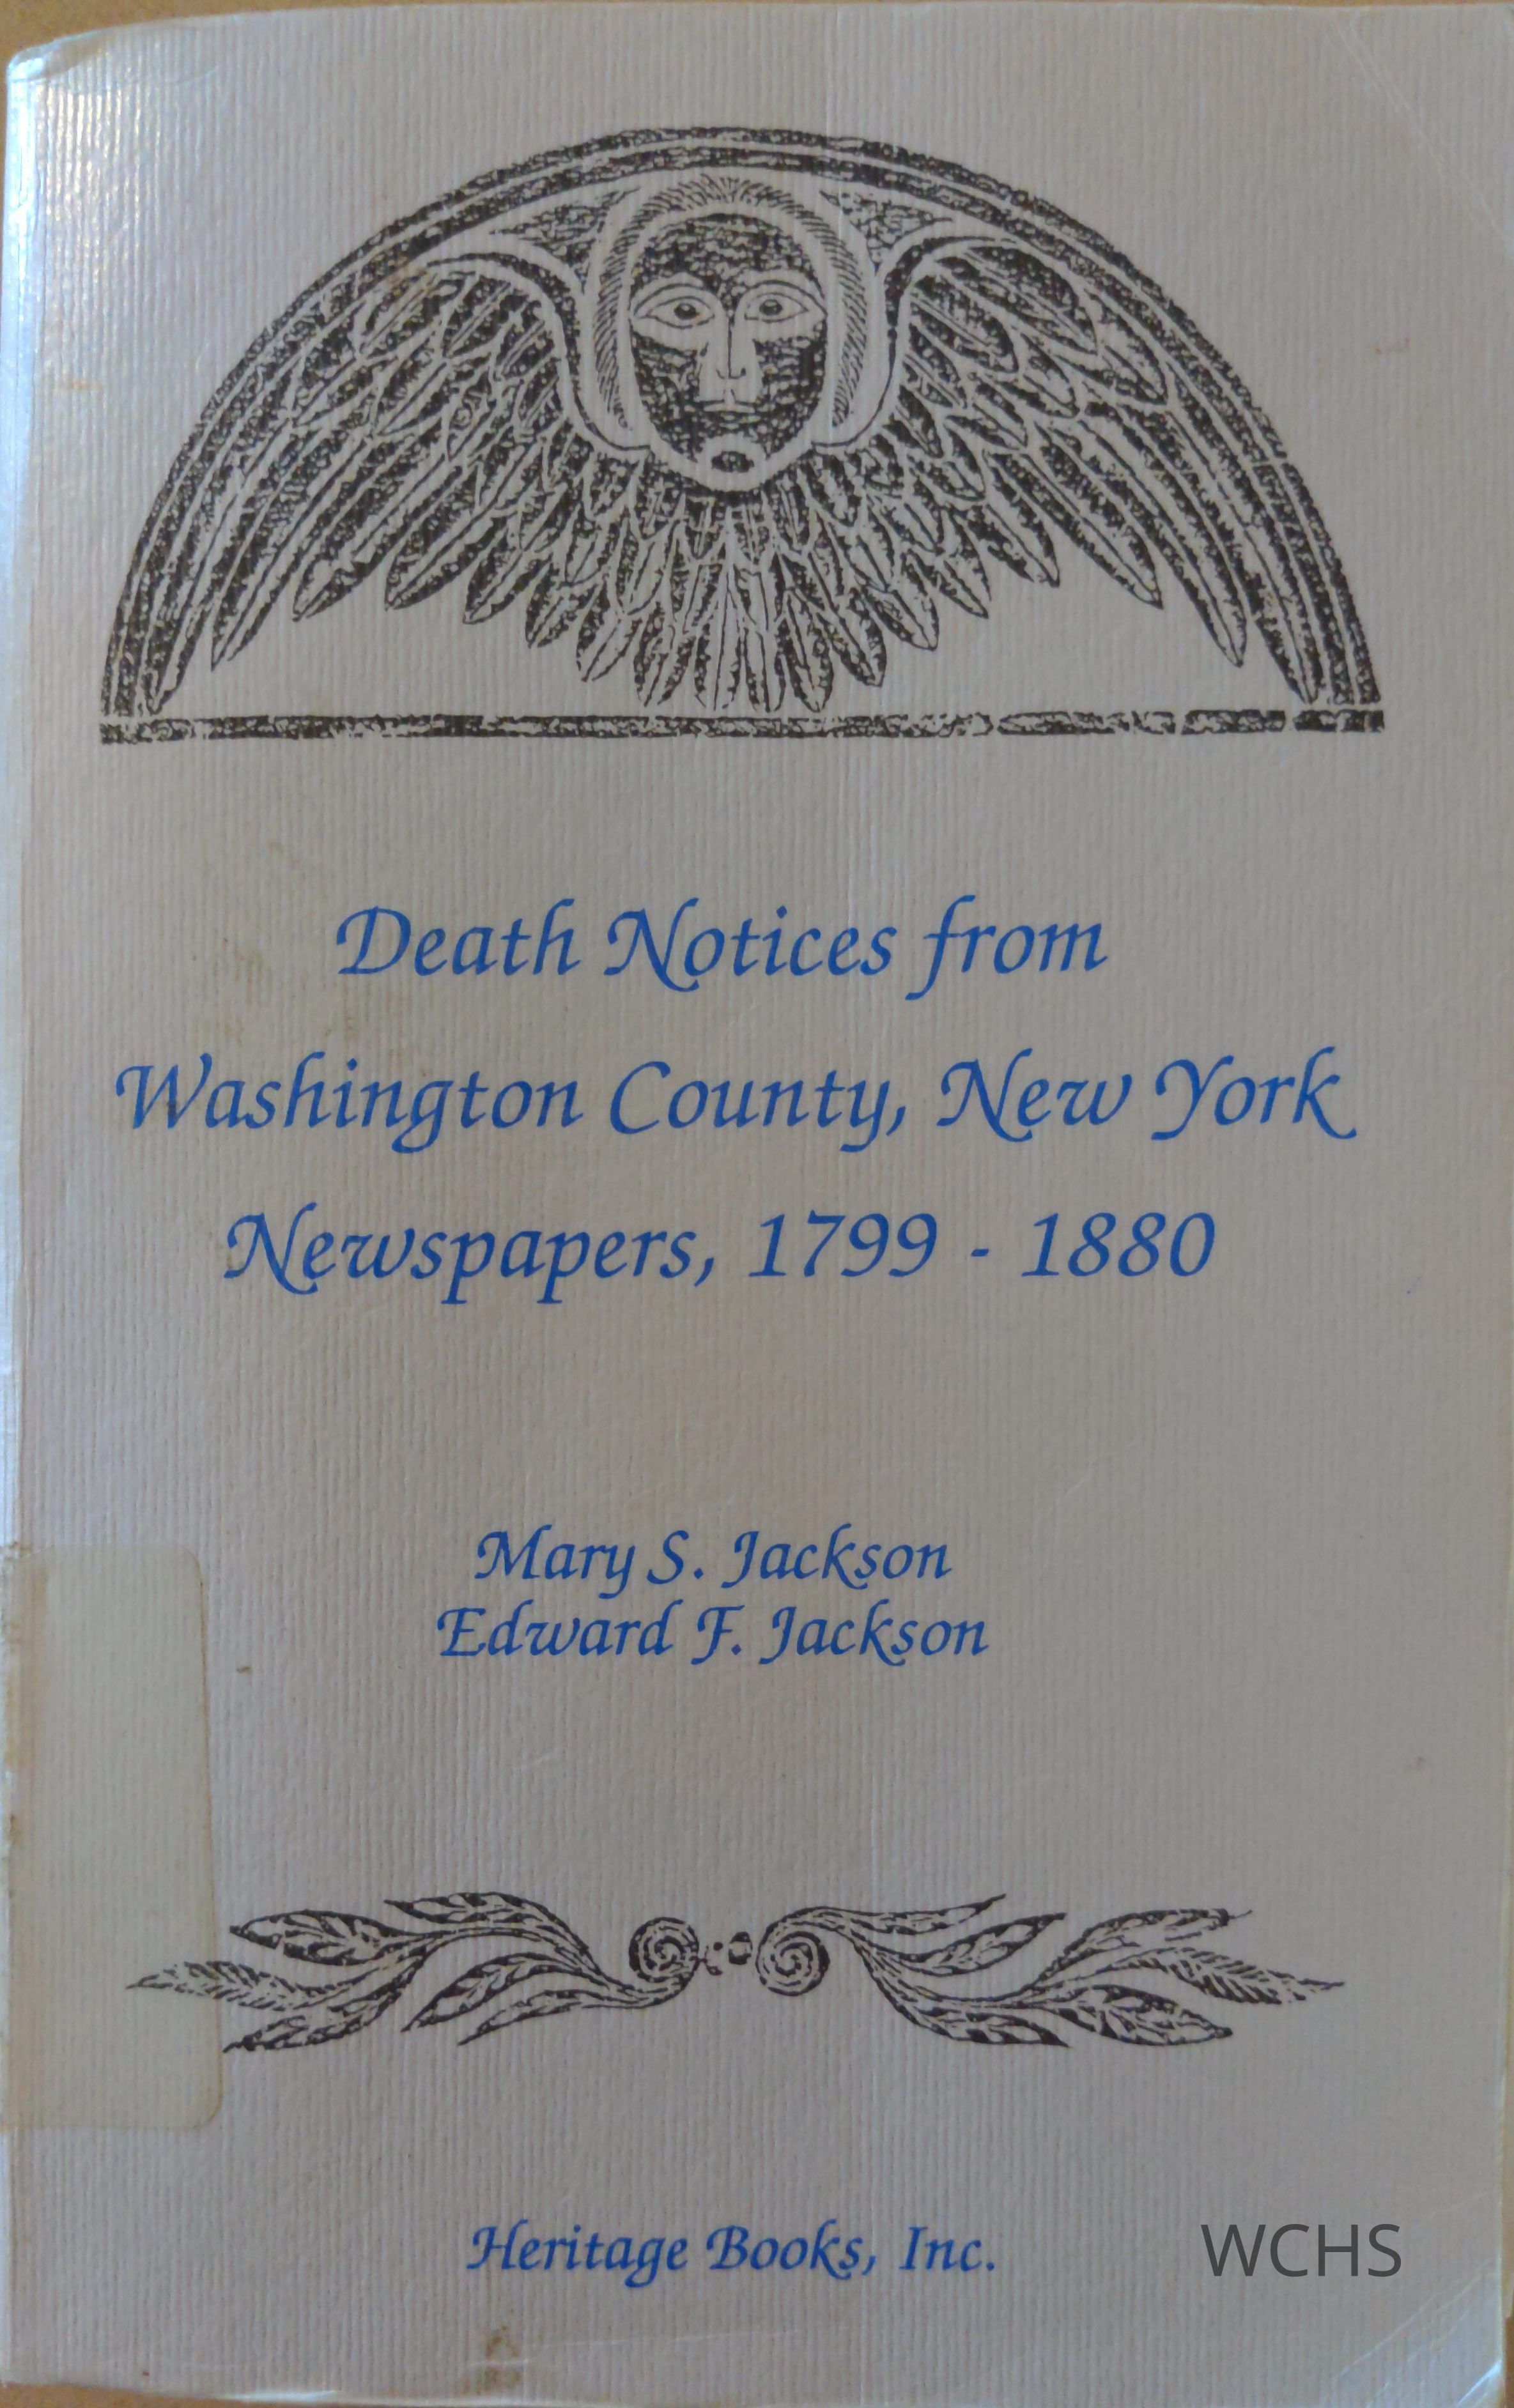 Death Notices from
Washington County, New York
Newspapers, 1799 - 1880
Mary S. Jackson
Edward F. Jackson
Heritage Books, Inc.
WCHS